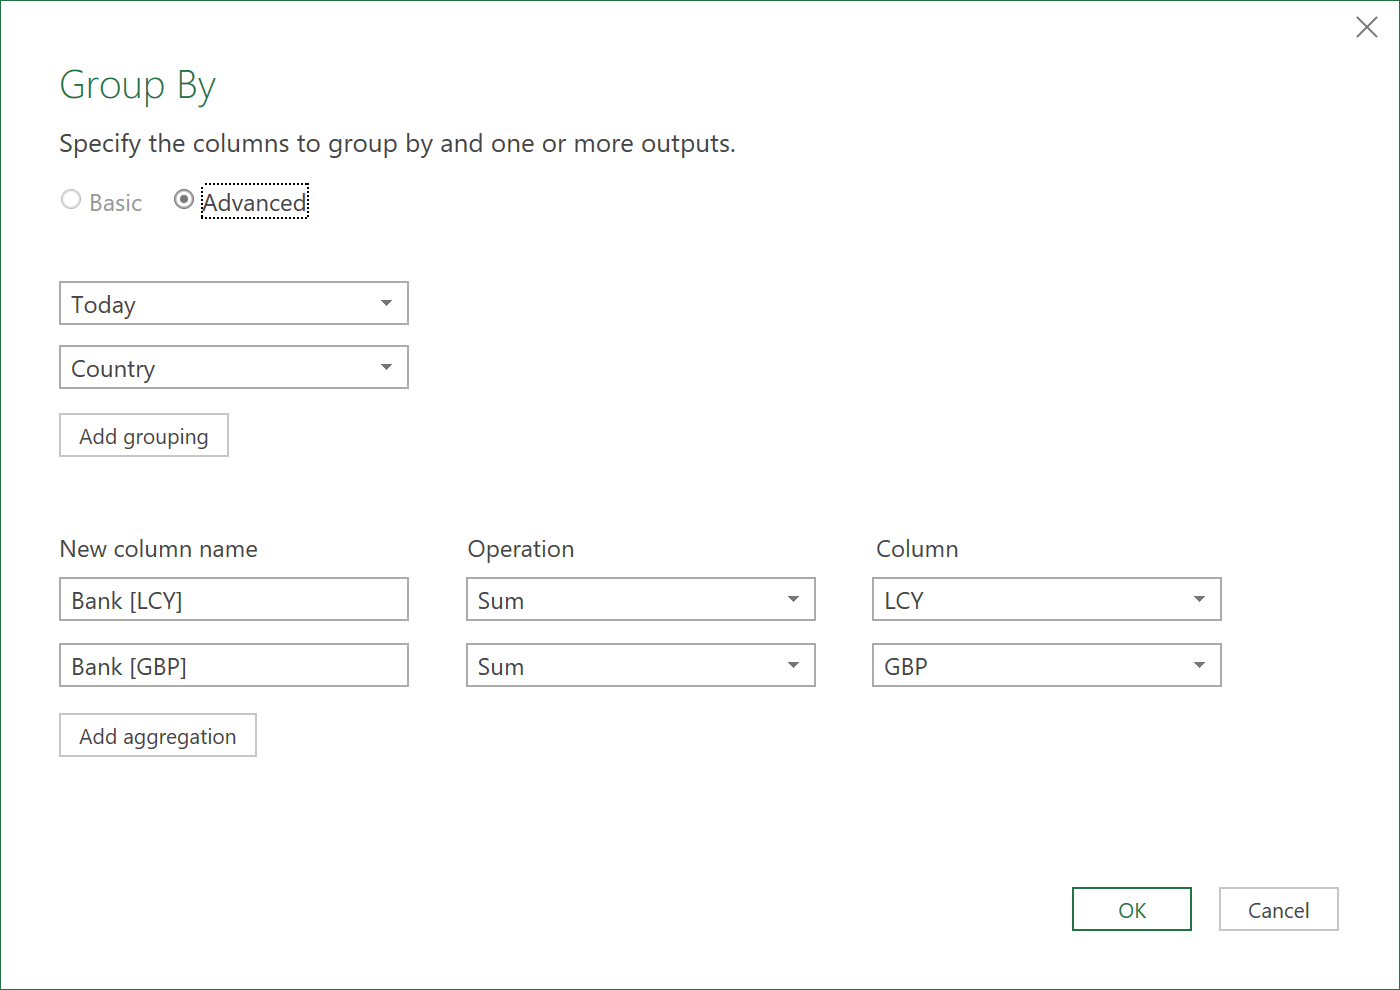 Group By
Specify the columns to group by and one or more outputs.
Basic Advanced
Today
Country
Add grouping
New column name Operation Column
Bank [LCY] Sum LCY
Bank [GBP] Sum GBP
Add aggregation
OK Cancel